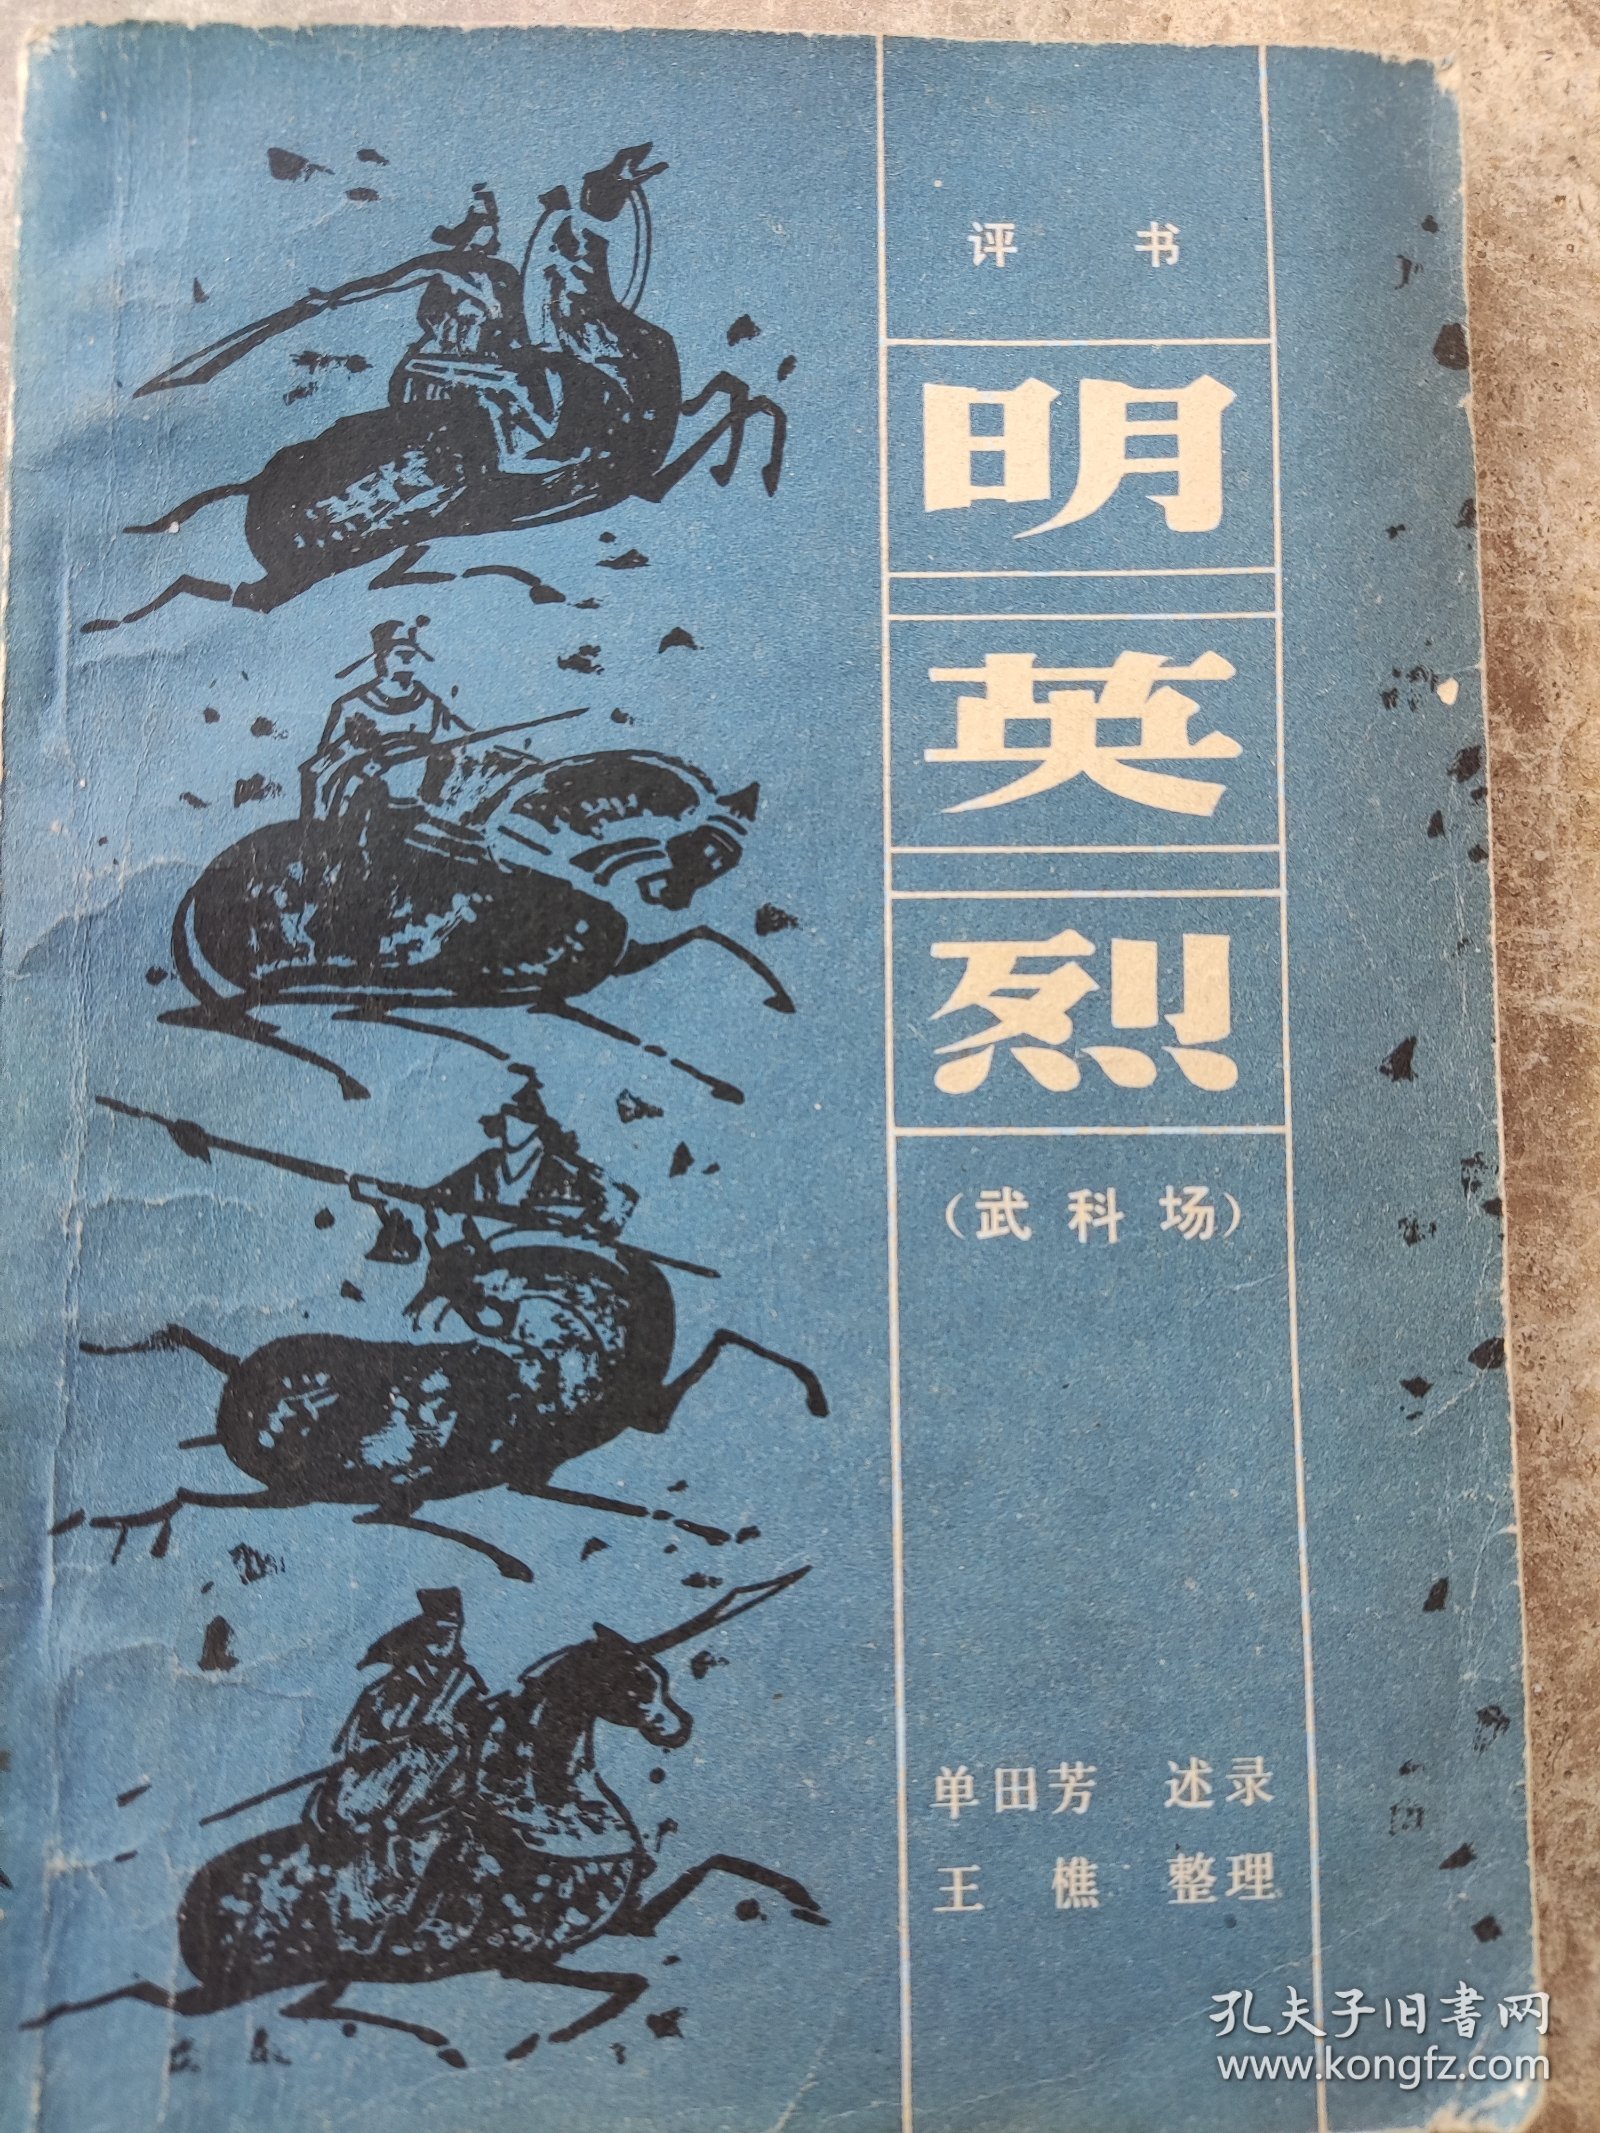 评书
明英烈
（武科场）
单田芳 述录
王樵 整理
孔夫子旧书网
www.kongfz.com